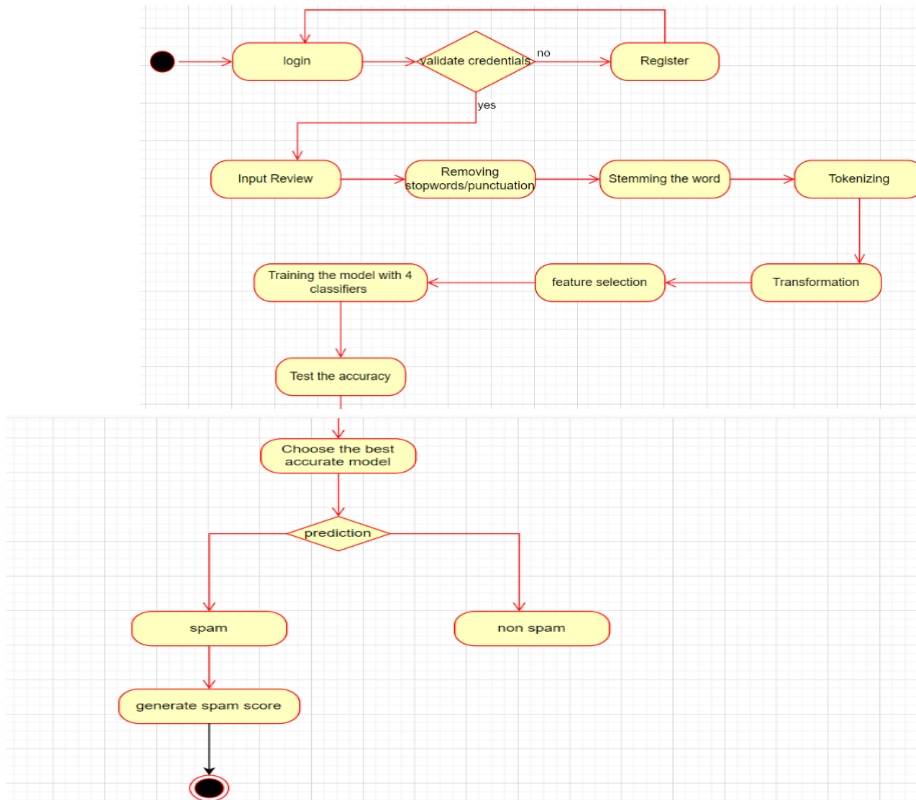 login
validate credentials
no
Register
yes
Input Review
Removing
stopwords/punctuation
Stemming the word
Tokenizing
Training the model with 4
classifiers
feature selection
Transformation
Test the accuracy
Choose the best
accurate model
prediction
spam
non spam
generate spam score